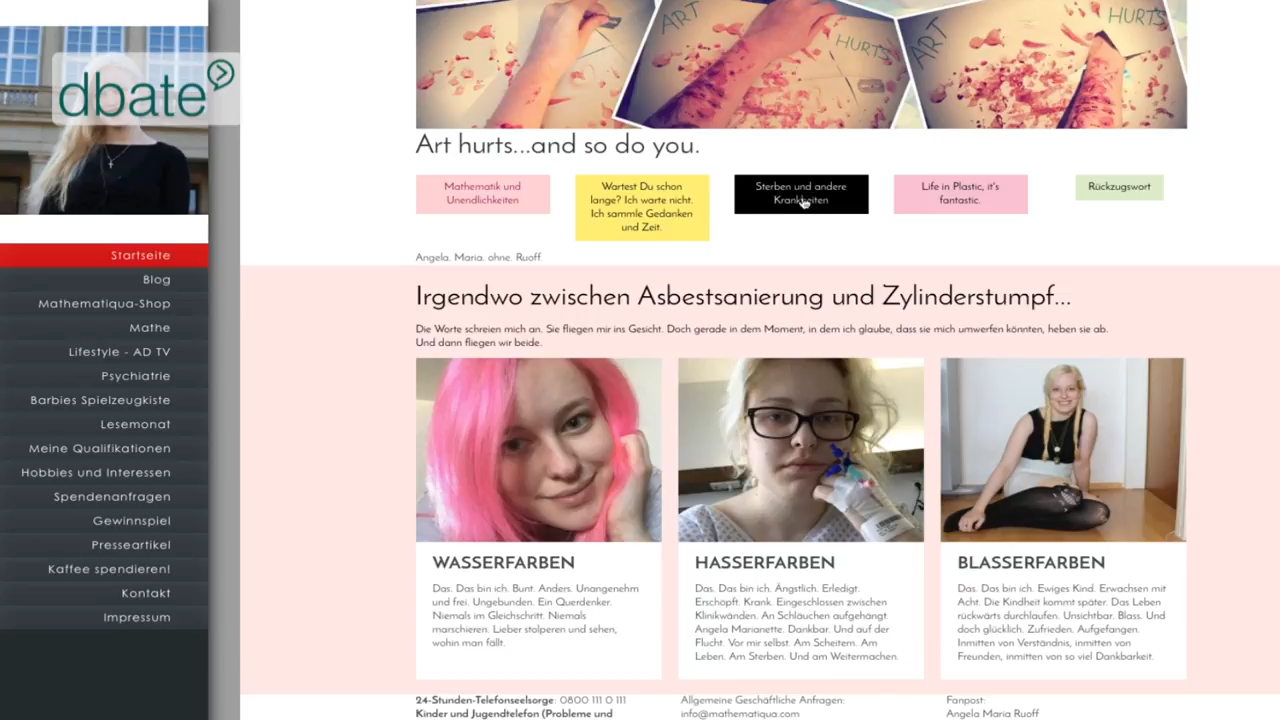 dbate
Startseite
Blog
Mathematiqua-Shop
Mathe
Lifestyle - AD TV
Psychiatrie
Barbies Spielzeugkiste
Lesemonat
Meine Qualifikationen
Hobbies und Interessen
Spendenanfragen
Gewinnspiel
Presseartikel
Kaffee spendieren!
Kontakt
Impressum
ART
HURTS
ART
HURTS
Art hurts...and so do you.
Mathematik und
Unendlichkeiten
Wartest Du schon
lange? Ich warte nicht.
Ich sammle Gedanken
und Zeit.
Sterben und andere
Krankheiten
Life in Plastic, it's
fantastic.
Rückzugswort
Angela. Maria. ohne. Ruoff.
Irgendwo zwischen Asbestsanierung und Zylinderstumpf...
Die Worte schreien mich an. Sie fliegen mir ins Gesicht. Doch gerade in dem Moment, in dem ich glaube, dass sie mich umwerfen könnten, heben sie ab.
Und dann fliegen wir beide.
WASSERFARBEN
Das. Das bin ich. Bunt. Anders. Unangenehm
und frei. Ungebunden. Ein Querdenker.
Niemals im Gleichschritt. Niemals
marschieren. Lieber stolpern und sehen,
wohin man fällt.
HASSERFARBEN
Das. Das bin ich. Ängstlich. Erledigt.
Erschöpft. Krank. Eingeschlossen zwischen
Klinikwänden. An Schläuchen aufgehängt.
Angela Marianette. Dankbar. Und auf der
Flucht. Vor mir selbst. Am Scheitern. Am
Leben. Am Sterben. Und am Weitermachen.
BLASSERFARBEN
Das. Das bin ich. Ewiges Kind. Erwachsen mit
Acht. Die Kindheit kommt später. Das Leben
rückwärts durchlaufen. Unsichtbar. Blass. Und
doch glücklich. Zufrieden. Aufgefangen.
Inmitten von Verständnis, inmitten von
Freunden, inmitten von so viel Dankbarkeit.
24-Stunden-Telefonseelsorge: 0800 111 0 111
Kinder und Jugendtelefon (Probleme und
Allgemeine Geschäftliche Anfragen:
info@mathematiqua.com
Fanpost:
Angela Maria Ruoff